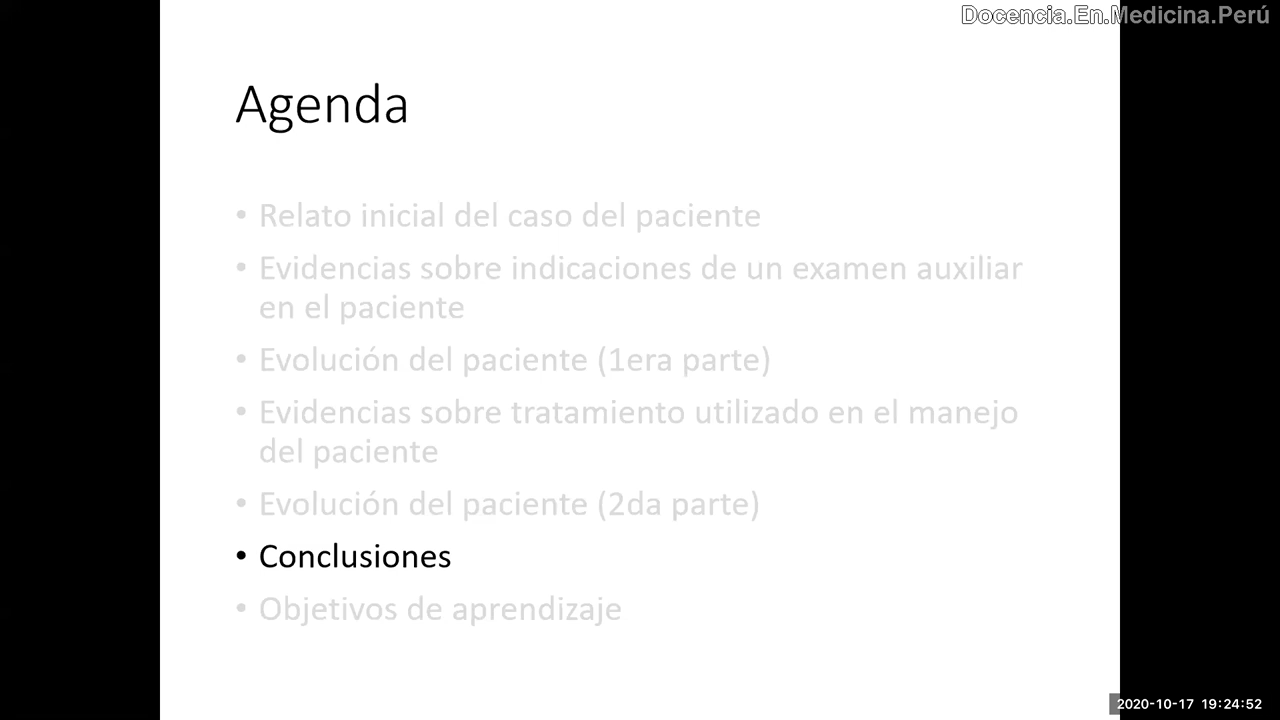 Docencia.En.Medicina.Perú
Agenda
• Relato inicial del caso del paciente
• Evidencias sobre indicaciones de un examen auxiliar
en el paciente
• Evolución del paciente (1era parte)
• Evidencias sobre tratamiento utilizado en el manejo
del paciente
• Evolución del paciente (2da parte)
• Conclusiones
• Objetivos de aprendizaje
2020-10-17 19:24:52